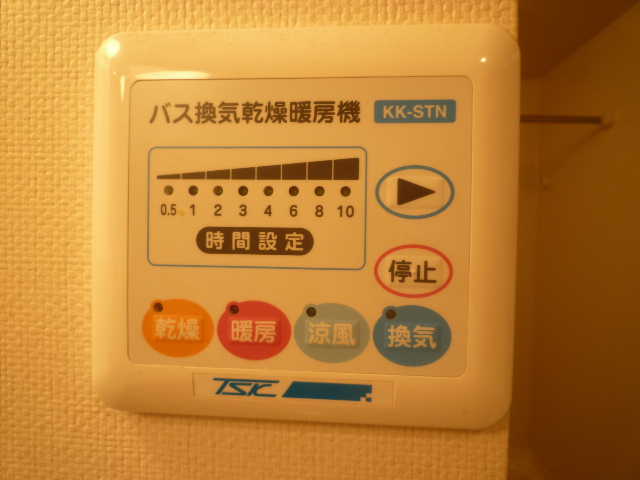 バス換気乾燥暖房機 KK-STN
0.5 1 2 3 4 6 8 10
時間設定
停止
乾燥 暖房 涼風 換気
TSK